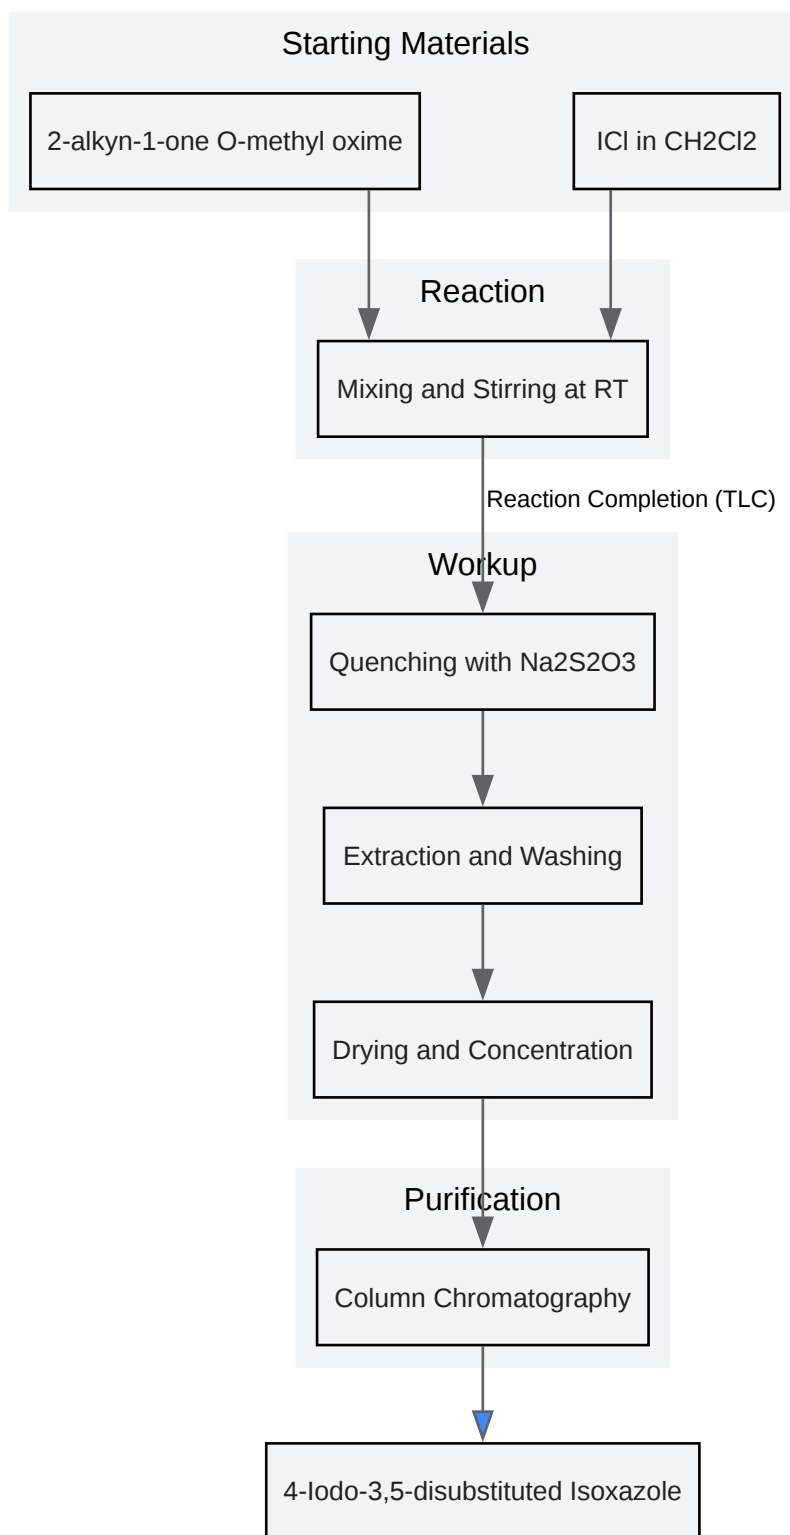 Starting Materials
2-alkyn-1-one O-methyl oxime
ICl in CH2Cl2
Reaction
Mixing and Stirring at RT
Reaction Completion (TLC)
Workup
Quenching with Na2S2O3
Extraction and Washing
Drying and Concentration
Purification
Column Chromatography
4-Iodo-3,5-disubstituted Isoxazole